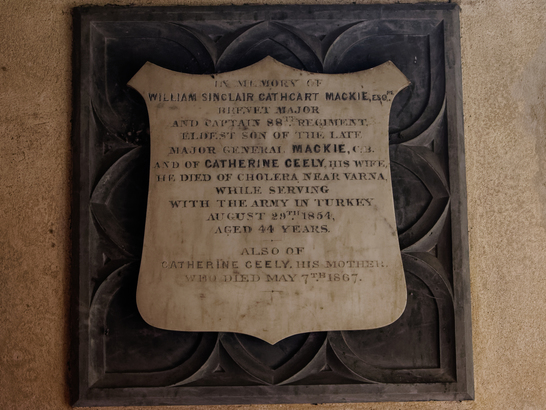 IN MEMORY OF
WILLIAM SINCLAIR CATHCART MACKIE, ESQ^RE
BREVET MAJOR
AND CAPTAIN 88TH REGIMENT,
ELDEST SON OF THE LATE
MAJOR GENERAL MACKIE, C.B.
AND OF CATHERINE CEELY, HIS WIFE,
HE DIED OF CHOLERA NEAR VARNA,
WHILE SERVING
WITH THE ARMY IN TURKEY
AUGUST 29TH 1854,
AGED 44 YEARS.
ALSO OF
CATHERINE CEELY, HIS MOTHER,
WHO DIED MAY 7TH 1867.